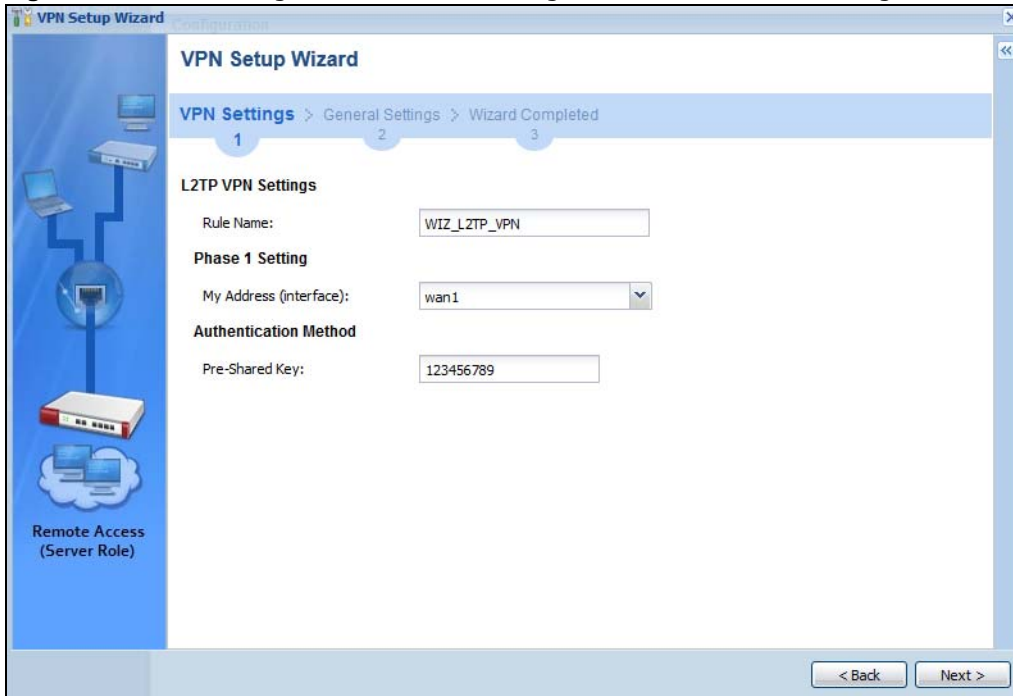 VPN Setup Wizard
Configuration
VPN Setup Wizard
VPN Settings > General Settings > Wizard Completed
1 2 3
L2TP VPN Settings
Rule Name: WIZ_L2TP_VPN
Phase 1 Setting
My Address (interface): wan1
Authentication Method
Pre-Shared Key: 123456789
Remote Access
(Server Role)
< Back Next >